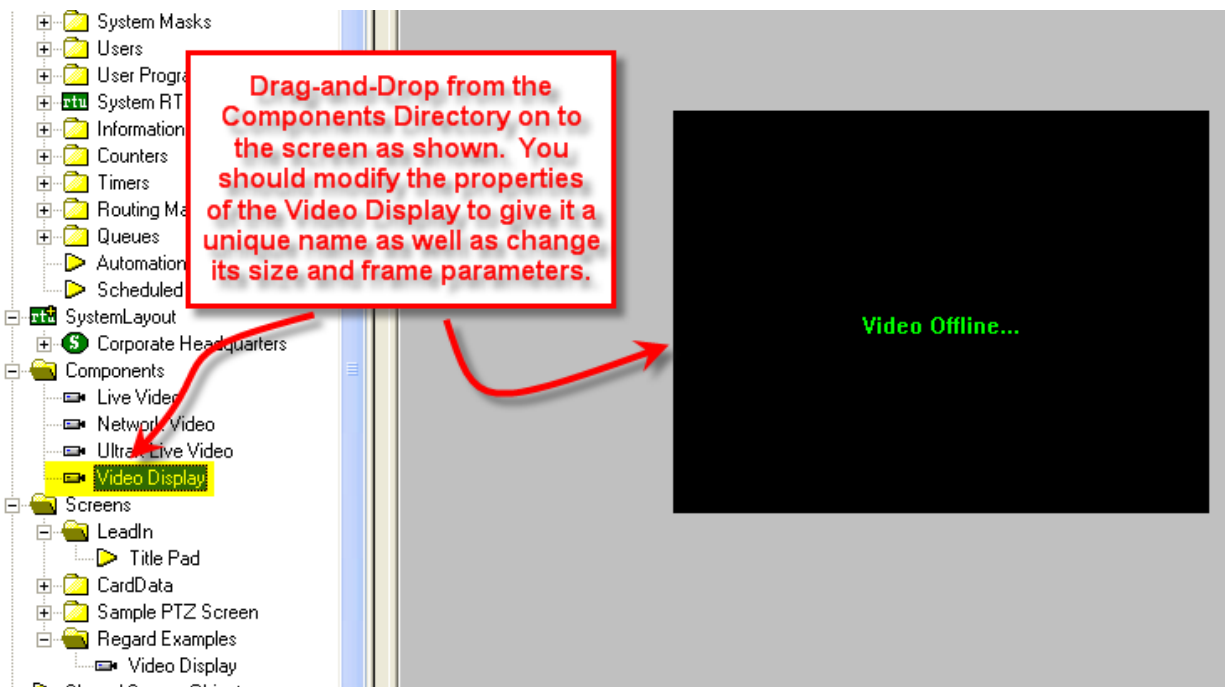 System Masks
Users
User Progra
System RT
Information
Counters
Timers
Routing Ma
Queues
Automation
Scheduled
SystemLayout
Corporate Headquarters
Components
Live Video
Network Video
Ultrak Live Video
Video Display
Screens
LeadIn
Title Pad
CardData
Sample PTZ Screen
Regard Examples
Video Display
Drag-and-Drop from the
Components Directory on to
the screen as shown. You
should modify the properties
of the Video Display to give it a
unique name as well as change
its size and frame parameters.
Video Offline...